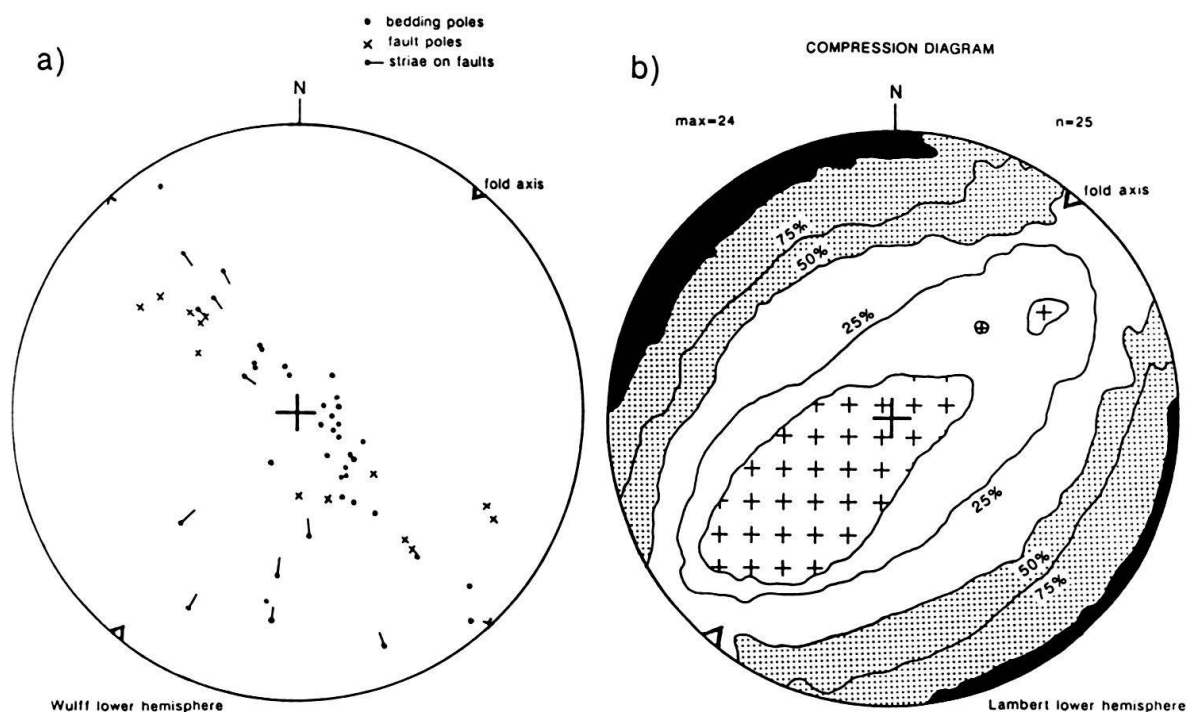 a)
bedding poles
fault poles
striae on faults
N
fold axis
Wulff lower hemisphere
b)
COMPRESSION DIAGRAM
N
max=24
n=25
fold axis
75%
50%
25%
25%
50%
75%
Lambert lower hemisphere